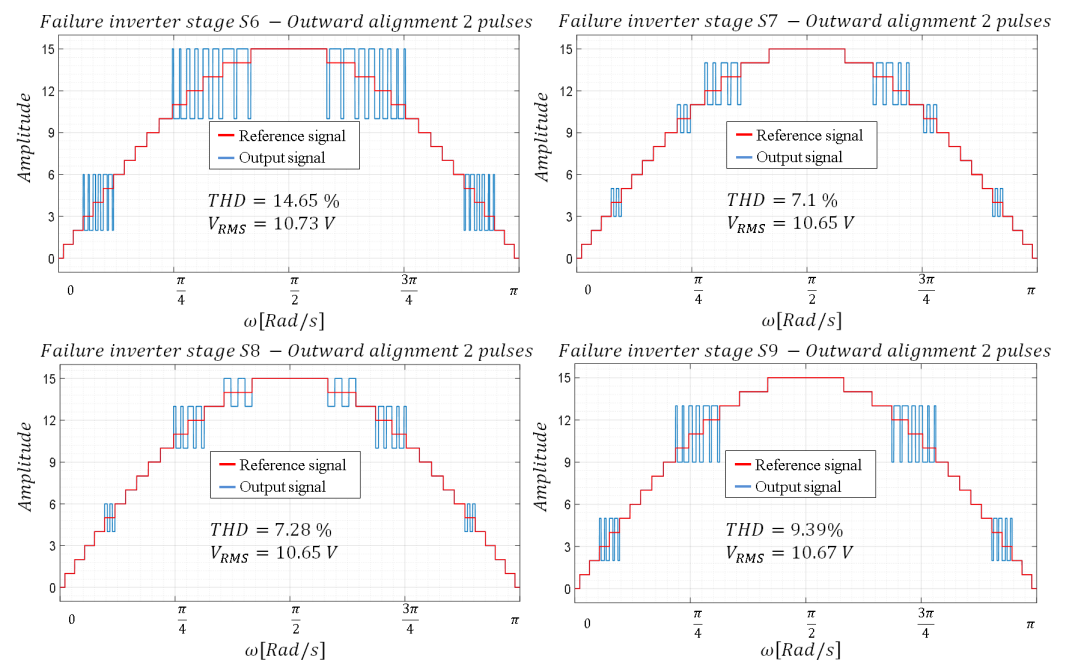 Failure inverter stage S6 − Outward alignment 2 pulses
Amplitude
15
12
9
6
3
0
Reference signal
Output signal
THD = 14.65 %
V_RMS = 10.73 V
0 π/4 π/2 3π/4 π
ω[Rad/s]
Failure inverter stage S7 − Outward alignment 2 pulses
Amplitude
15
12
9
6
3
0
Reference signal
Output signal
THD = 7.1 %
V_RMS = 10.65 V
0 π/4 π/2 3π/4 π
ω[Rad/s]
Failure inverter stage S8 − Outward alignment 2 pulses
Amplitude
15
12
9
6
3
0
Reference signal
Output signal
THD = 7.28 %
V_RMS = 10.65 V
0 π/4 π/2 3π/4 π
ω[Rad/s]
Failure inverter stage S9 − Outward alignment 2 pulses
Amplitude
15
12
9
6
3
0
Reference signal
Output signal
THD = 9.39%
V_RMS = 10.67 V
0 π/4 π/2 3π/4 π
ω[Rad/s]